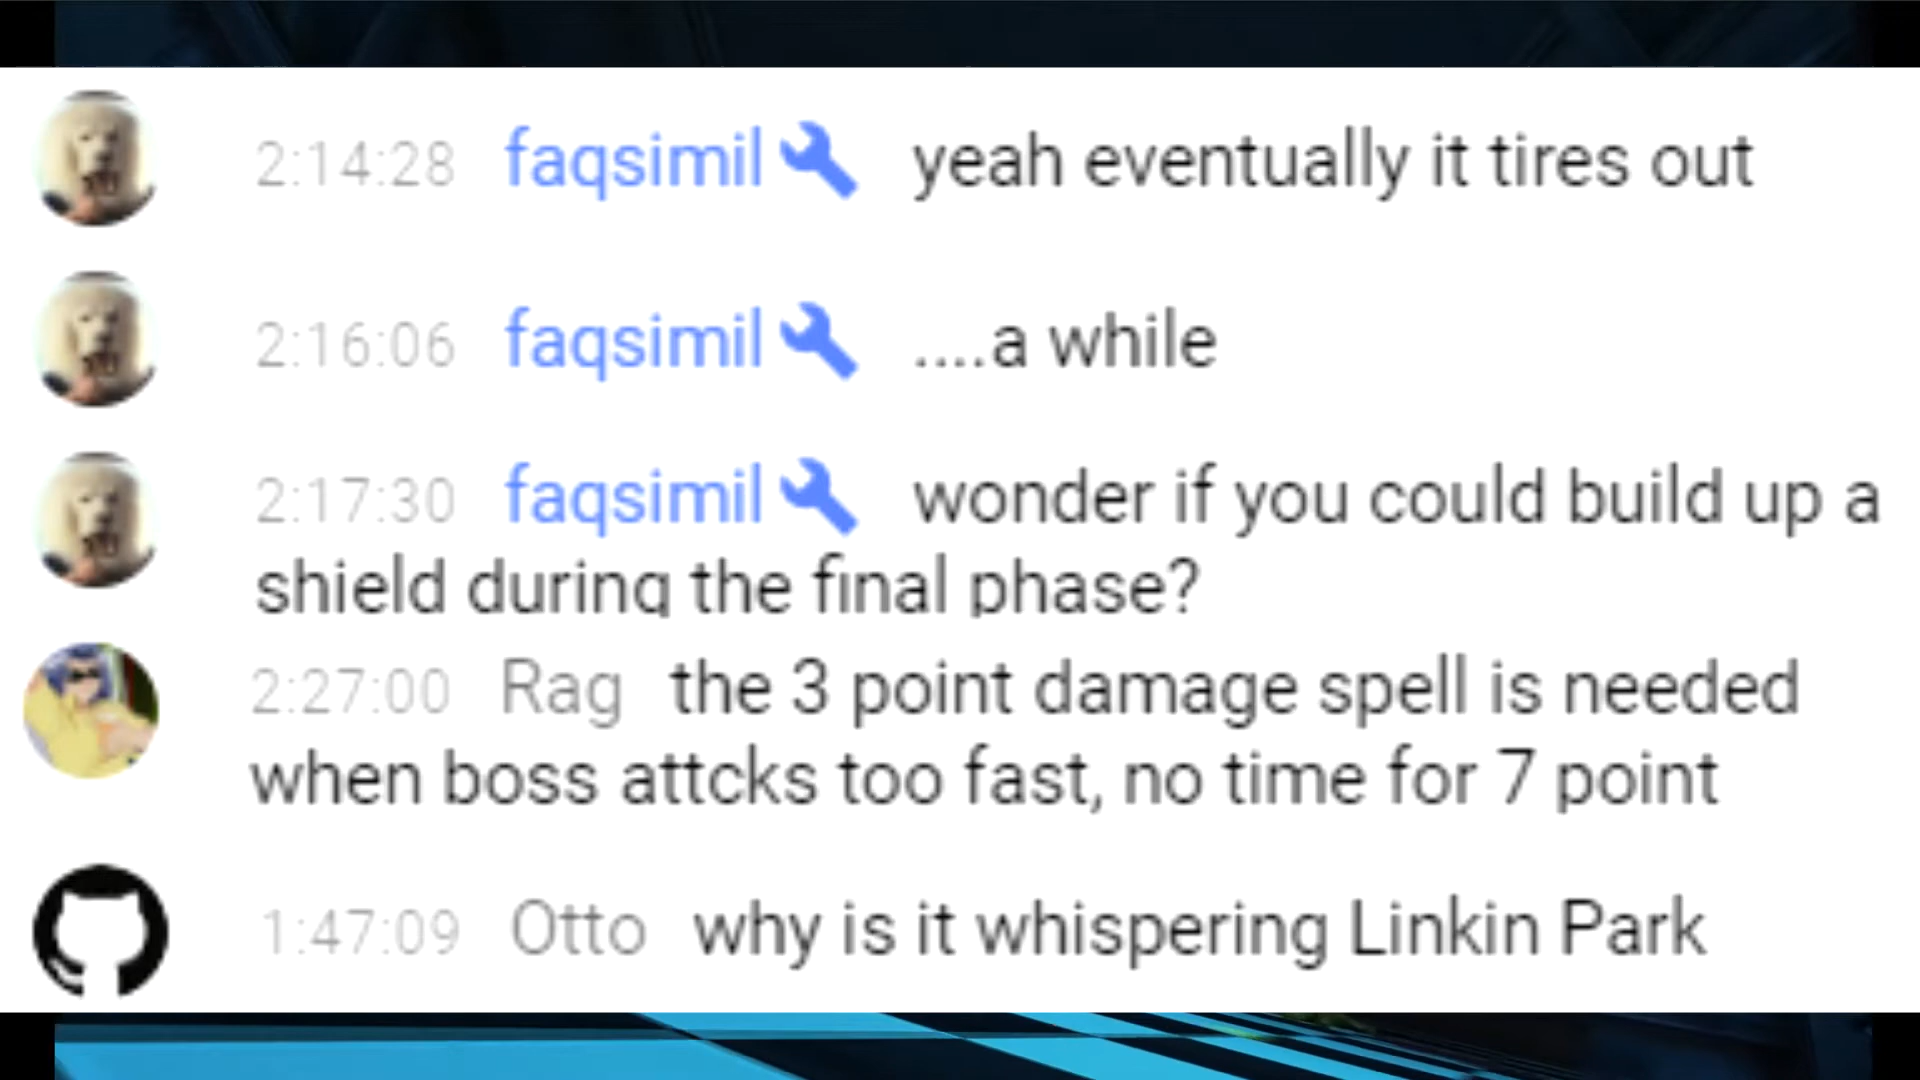 2:14:28 faqsimil yeah eventually it tires out
2:16:06 faqsimil ....a while
2:17:30 faqsimil wonder if you could build up a
shield during the final phase?
2:27:00 Rag the 3 point damage spell is needed
when boss attcks too fast, no time for 7 point
1:47:09 Otto why is it whispering Linkin Park